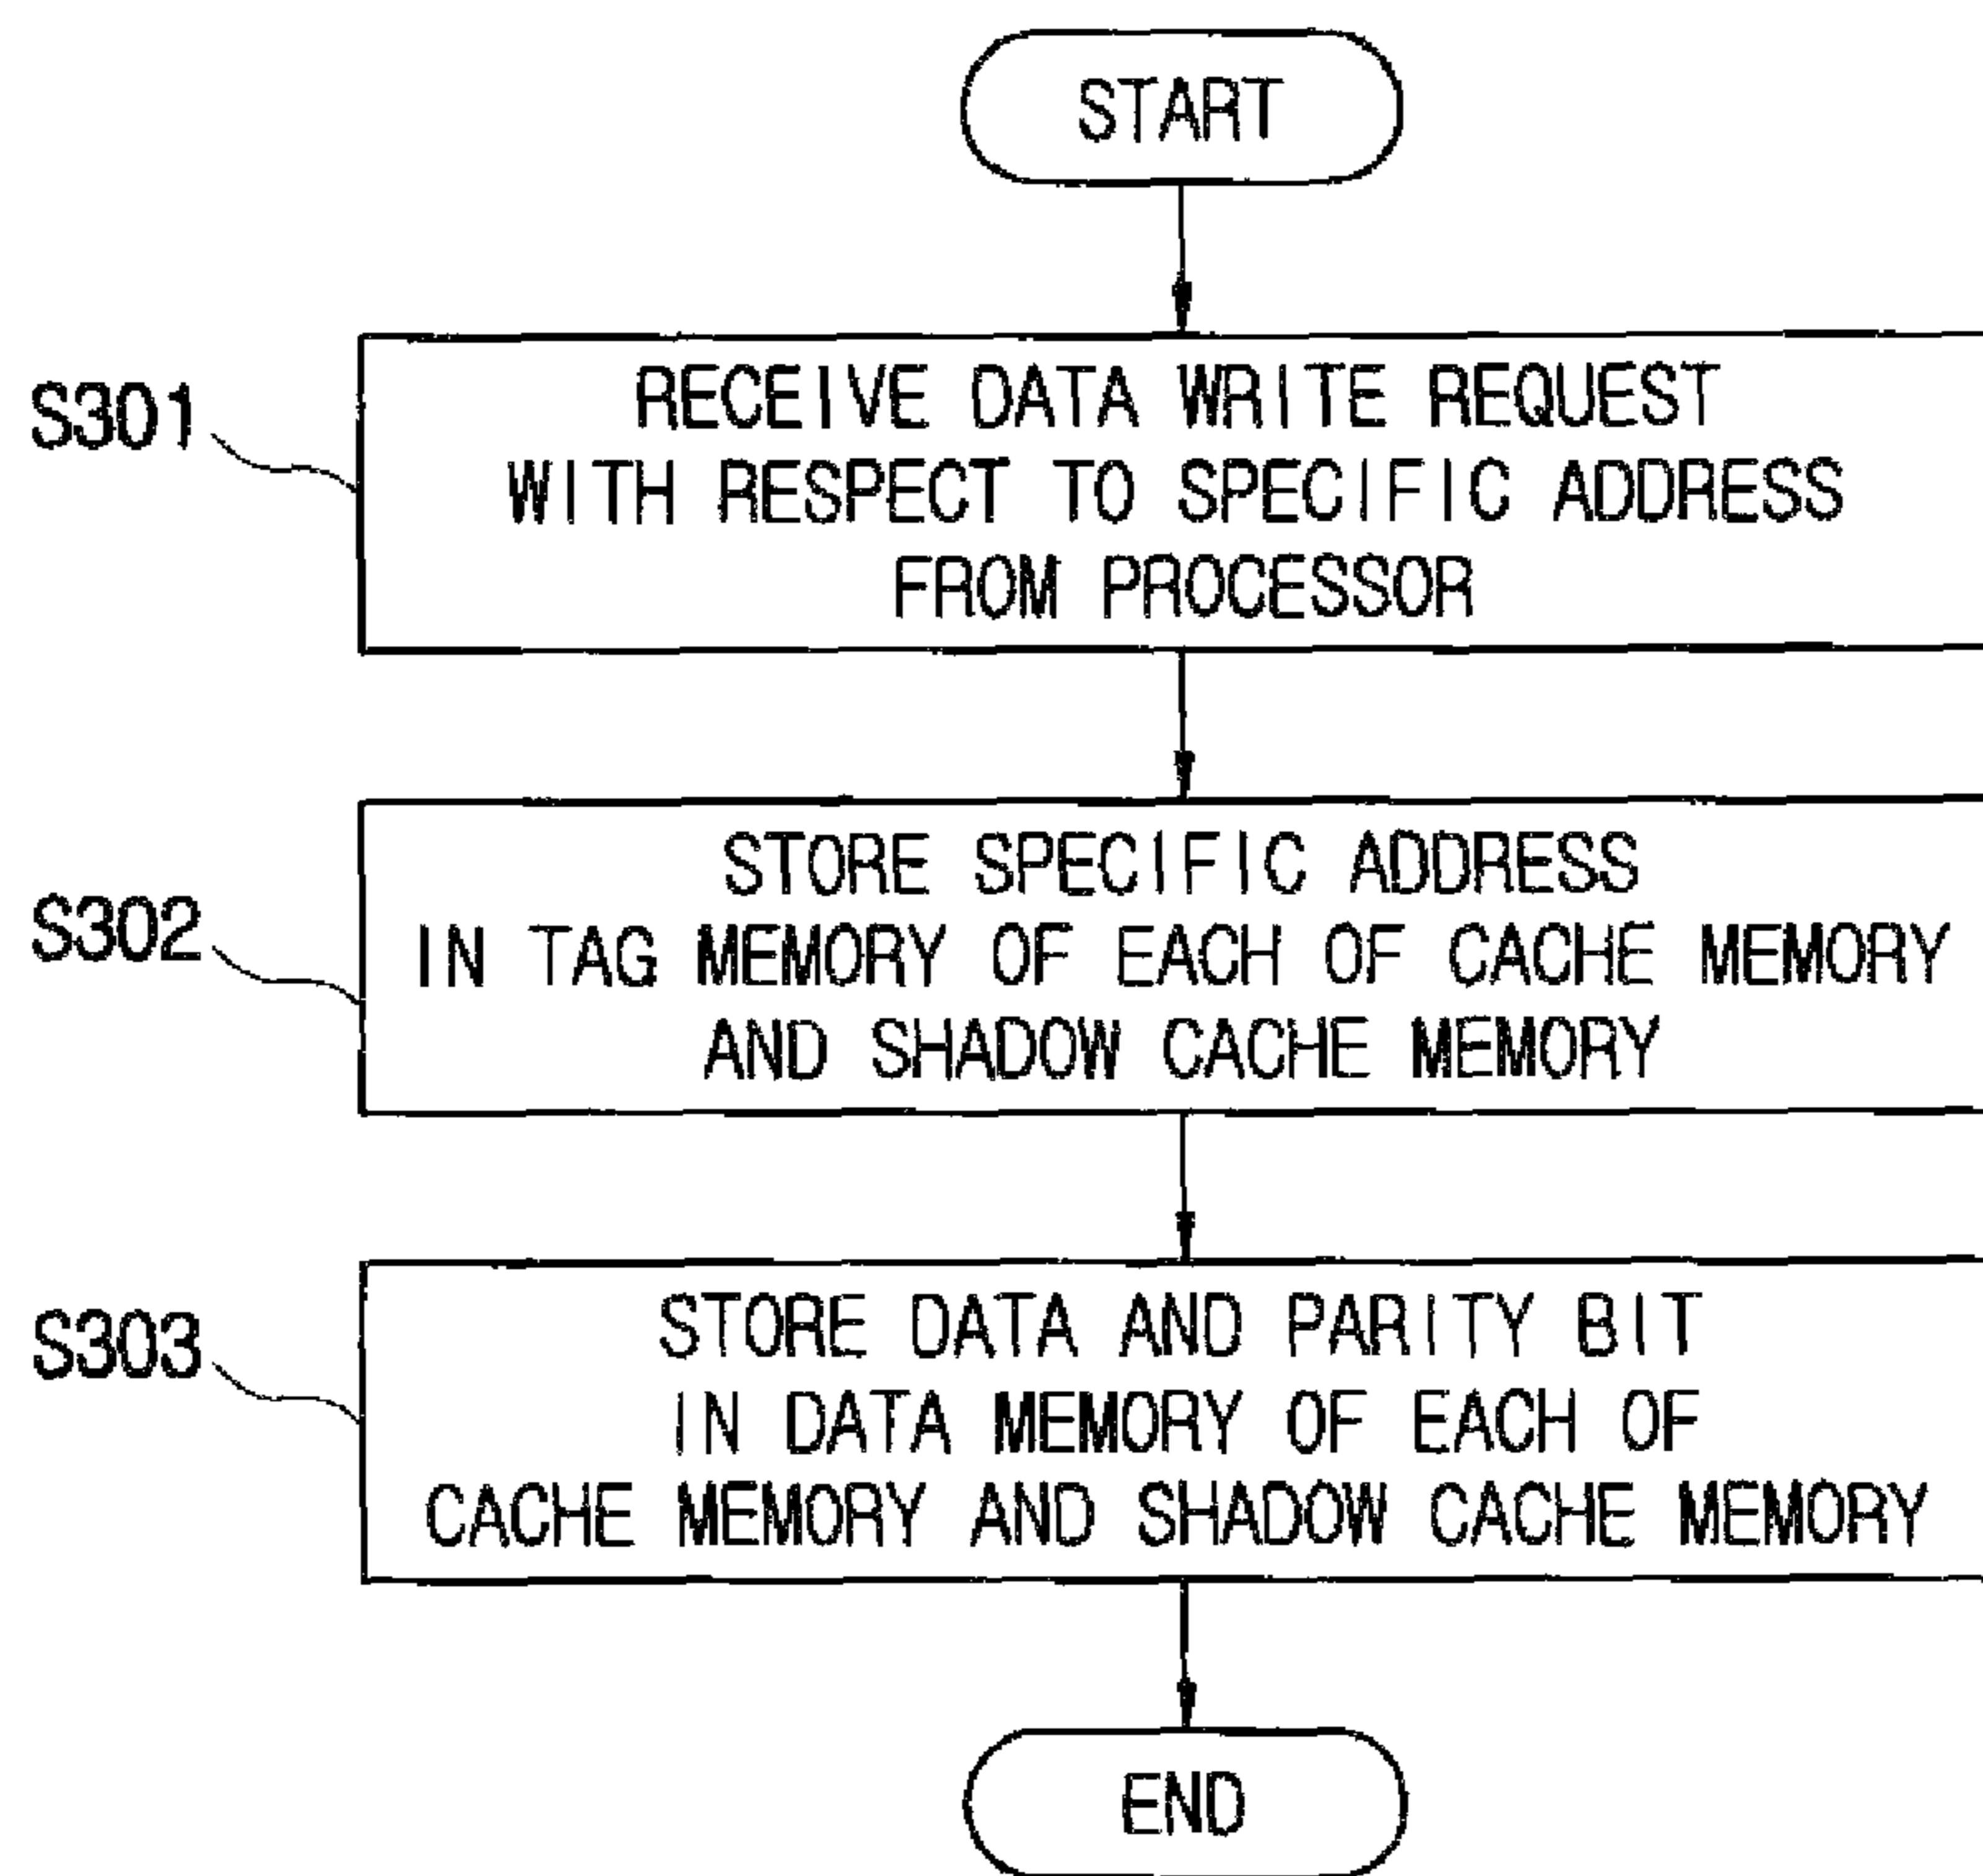 START
S301
RECEIVE DATA WRITE REQUEST
WITH RESPECT TO SPECIFIC ADDRESS
FROM PROCESSOR
S302
STORE SPECIFIC ADDRESS
IN TAG MEMORY OF EACH OF CACHE MEMORY
AND SHADOW CACHE MEMORY
S303
STORE DATA AND PARITY BIT
IN DATA MEMORY OF EACH OF
CACHE MEMORY AND SHADOW CACHE MEMORY
END